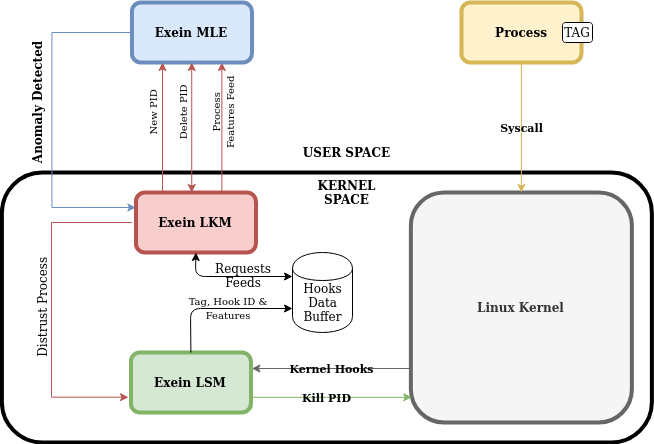 Exein MLE
Process
TAG
Anomaly Detected
New PID
Delete PID
Process
Features Feed
Syscall
USER SPACE
KERNEL
SPACE
Exein LKM
Requests
Feeds
Hooks
Data
Buffer
Tag, Hook ID &
Features
Linux Kernel
Distrust Process
Exein LSM
Kernel Hooks
Kill PID